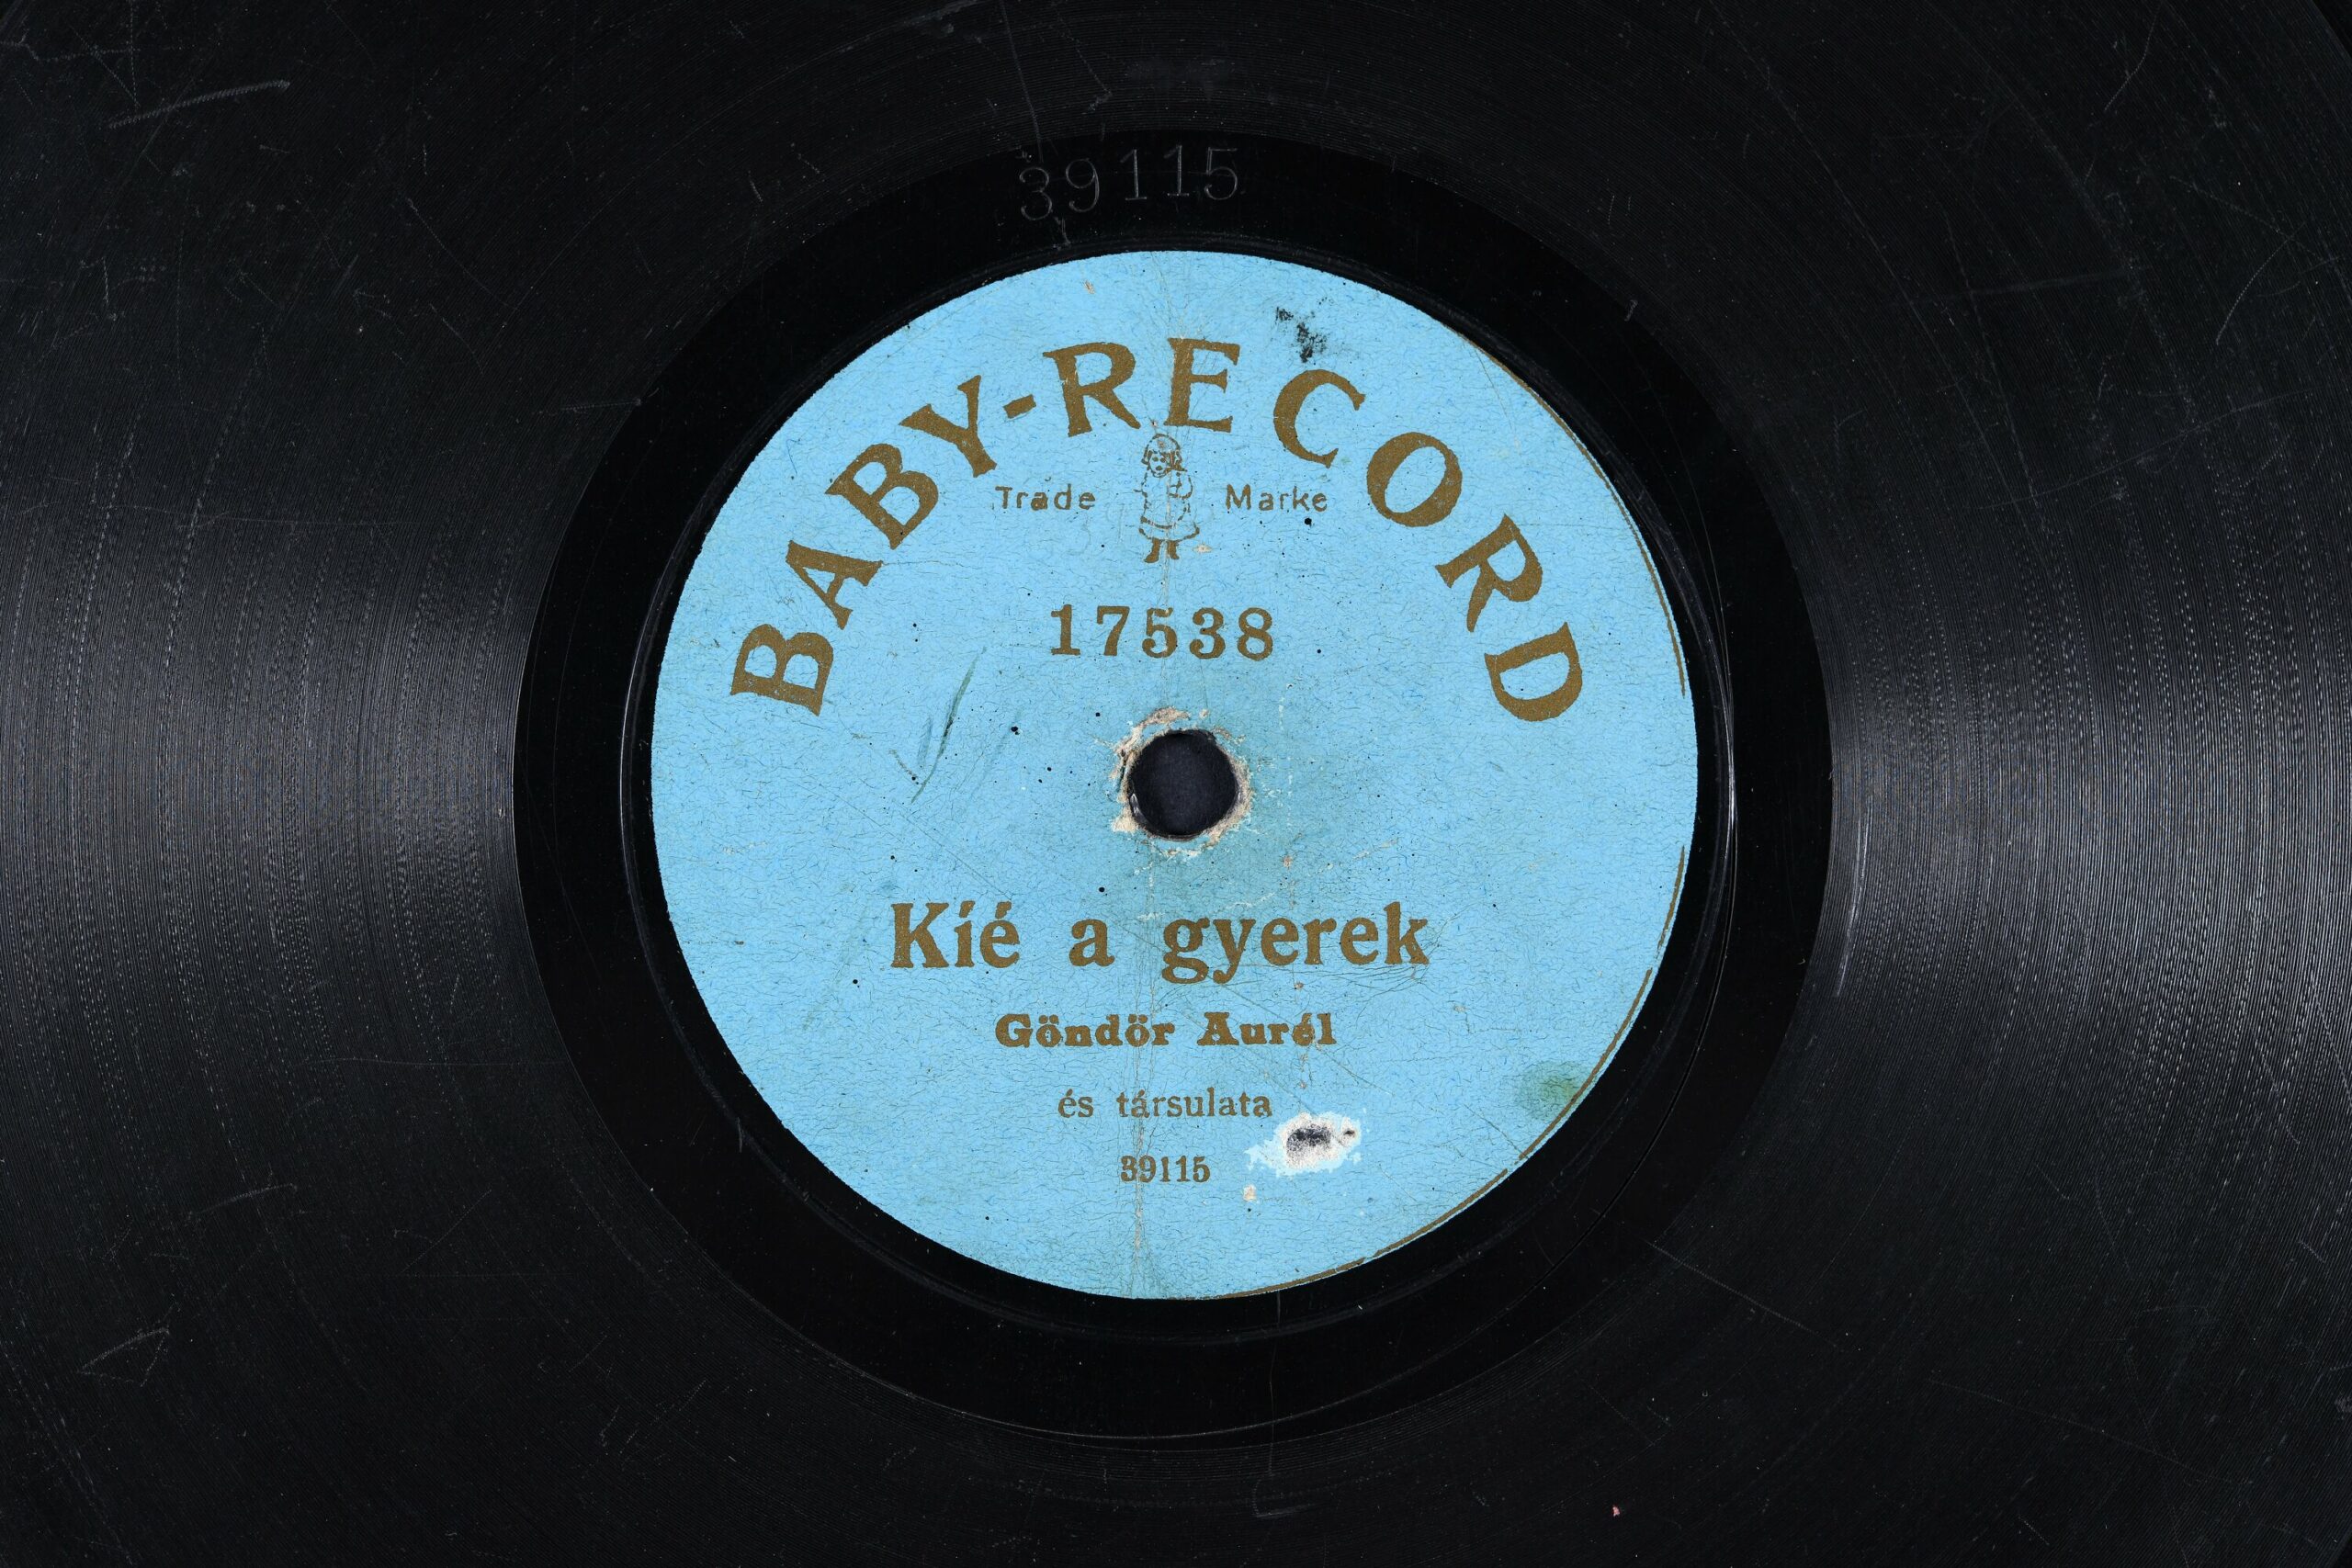 39115
BABY-RECORD
Trade Marke
17538
Kíé a gyerek
Göndör Aurél
és társulata
39115